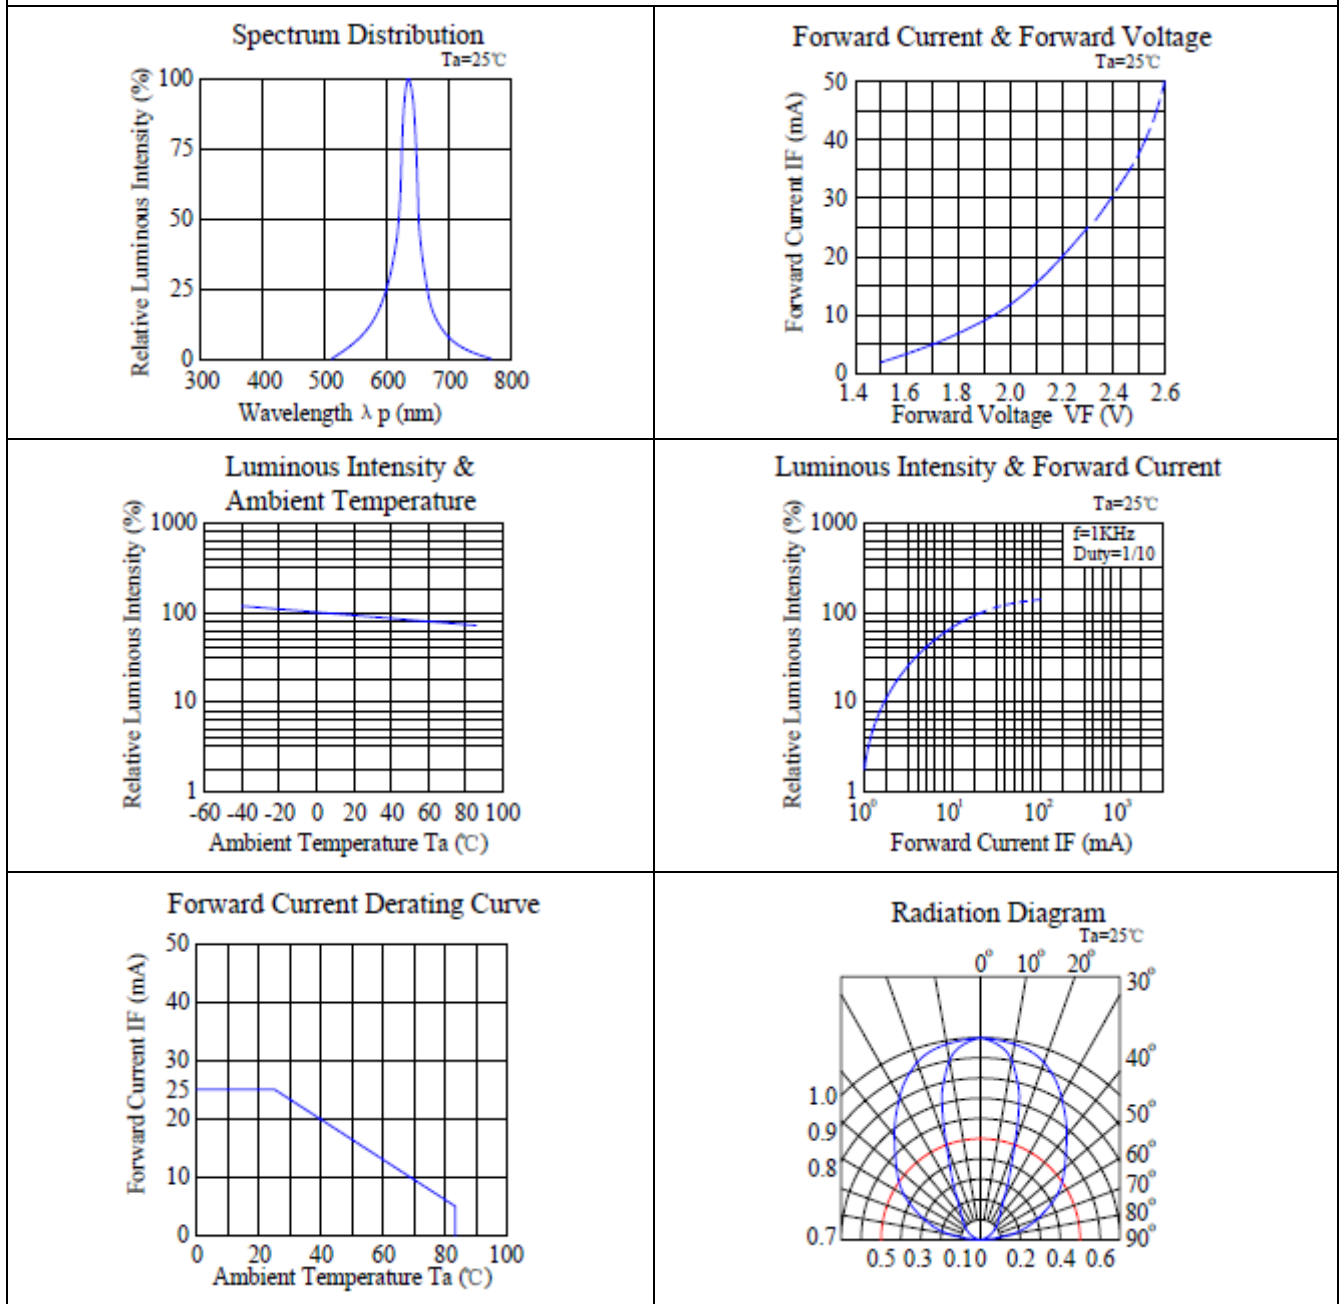 Spectrum Distribution
Ta=25℃
Relative Luminous Intensity (%)
100
75
50
25
0
300 400 500 600 700 800
Wavelength λ p (nm)
Forward Current & Forward Voltage
Ta=25℃
Forward Current IF (mA)
50
40
30
20
10
0
1.4 1.6 1.8 2.0 2.2 2.4 2.6
Forward Voltage VF (V)
Luminous Intensity &
Ambient Temperature
Relative Luminous Intensity (%)
1000
100
10
1
-60 -40 -20 0 20 40 60 80 100
Ambient Temperature Ta (℃)
Luminous Intensity & Forward Current
Ta=25℃
f=1KHz
Duty=1/10
Relative Luminous Intensity (%)
1000
100
10
1
10⁰ 10¹ 10² 10³
Forward Current IF (mA)
Forward Current Derating Curve
Forward Current IF (mA)
50
40
30
25
20
10
0
0 20 40 60 80 100
Ambient Temperature Ta (℃)
Radiation Diagram
Ta=25℃
0° 10° 20°
30°
40°
50°
60°
70°
80°
90°
1.0
0.9
0.8
0.7
0.5 0.3 0.1 0 0.2 0.4 0.6